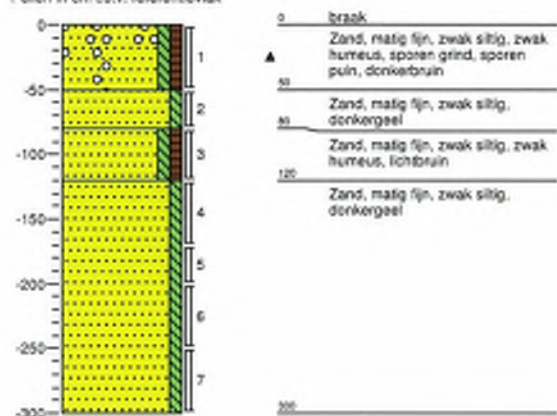 0
-50
-100
-150
-200
-250
-300
1
2
3
4
5
6
7
0
braak
Zand, matig fijn, zwak siltig, zwak
humeus, sporen grind, sporen
puin, donkerbruin
50
Zand, matig fijn, zwak siltig,
donkergeel
80
Zand, matig fijn, zwak siltig, zwak
humeus, lichtbruin
120
Zand, matig fijn, zwak siltig,
donkergeel
300